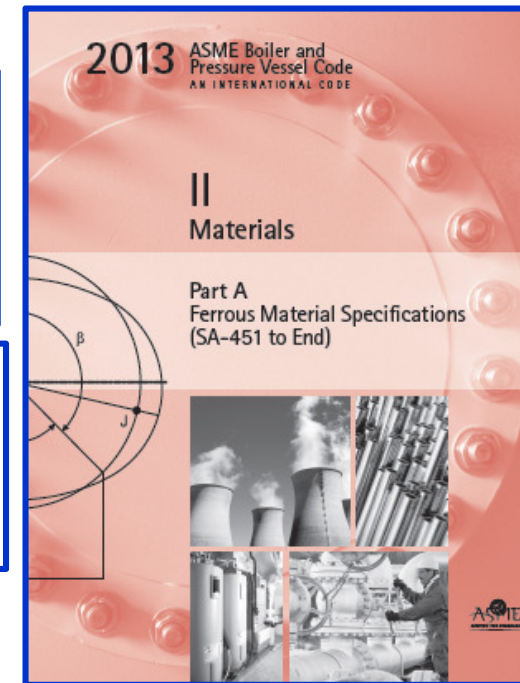 2013 ASME Boiler and
Pressure Vessel Code
AN INTERNATIONAL CODE
II
Materials
Part A
Ferrous Material Specifications
(SA-451 to End)
β
J
ASME